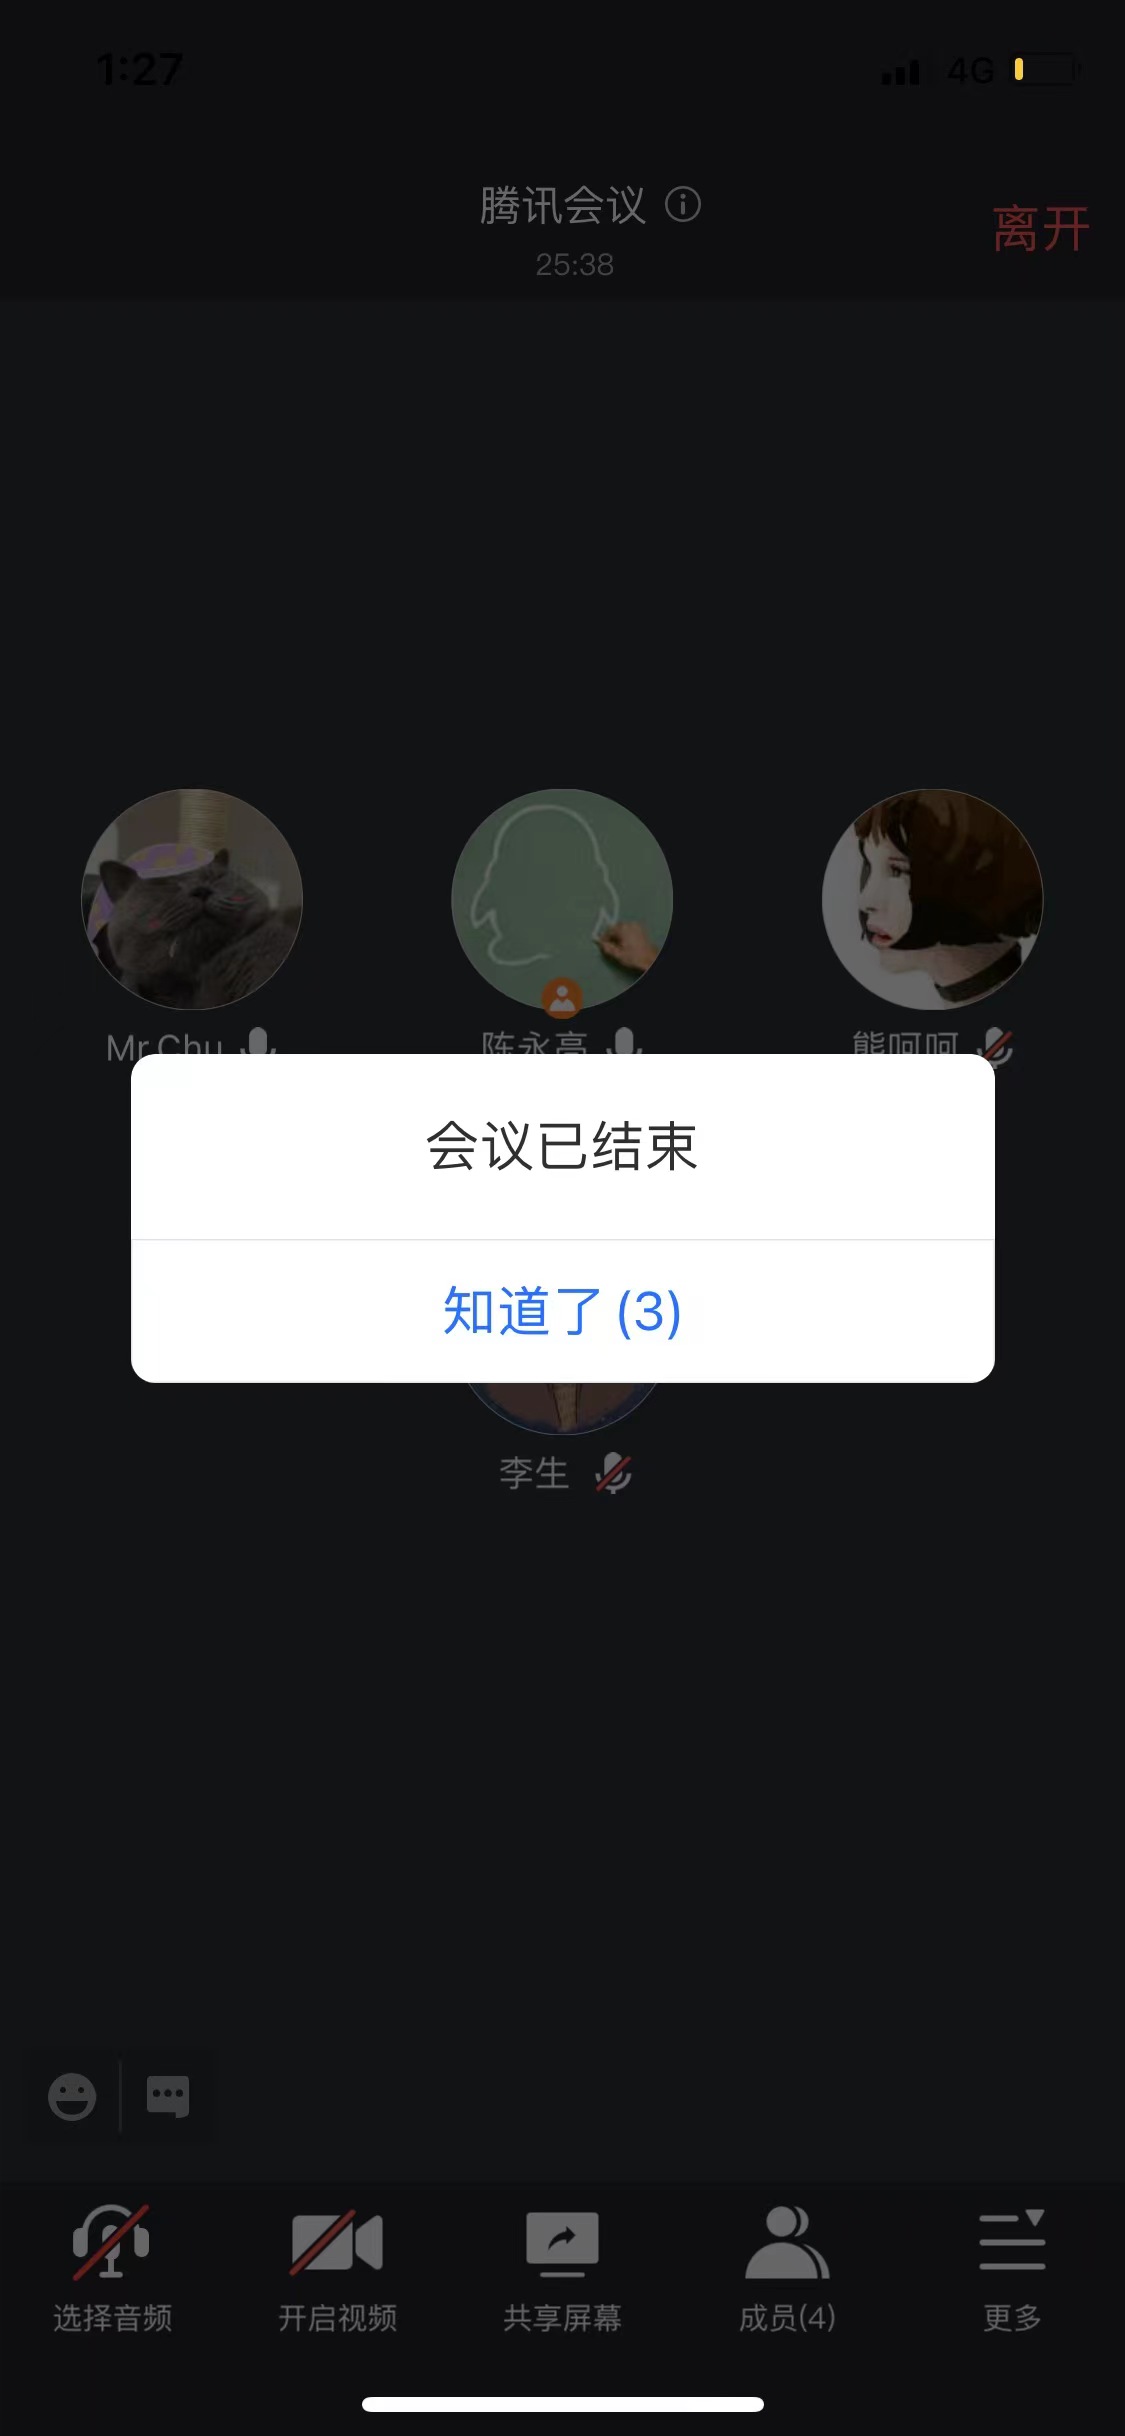 1:27
4G
腾讯会议
离开
25:38
Mr.Chu
陈永亮
熊呵呵
会议已结束
知道了 (3)
李生
选择音频
开启视频
共享屏幕
成员(4)
更多